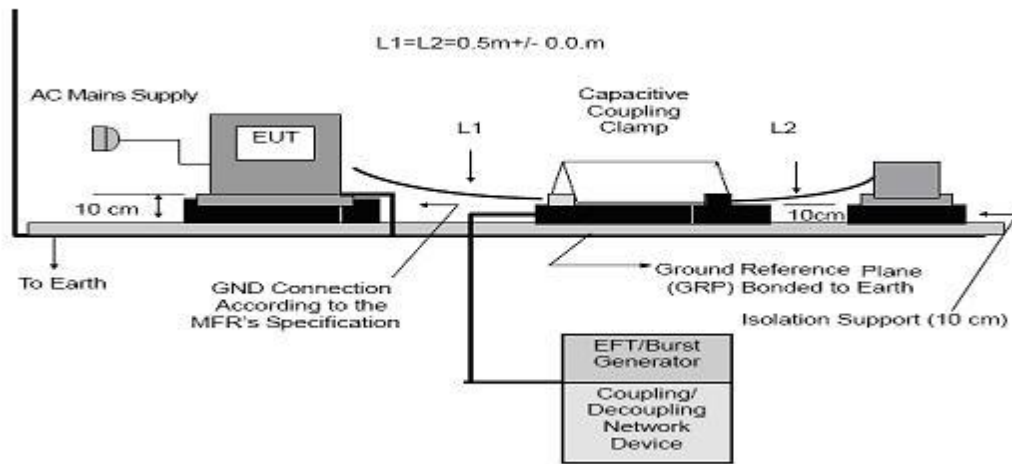 L1=L2=0.5m+/- 0.0.m
AC Mains Supply
EUT
L1
Capacitive
Coupling
Clamp
L2
10 cm
10cm
To Earth
GND Connection
According to the
MFR's Specification
Ground Reference Plane
(GRP) Bonded to Earth
Isolation Support (10 cm)
EFT/Burst
Generator
Coupling/
Decoupling
Network
Device